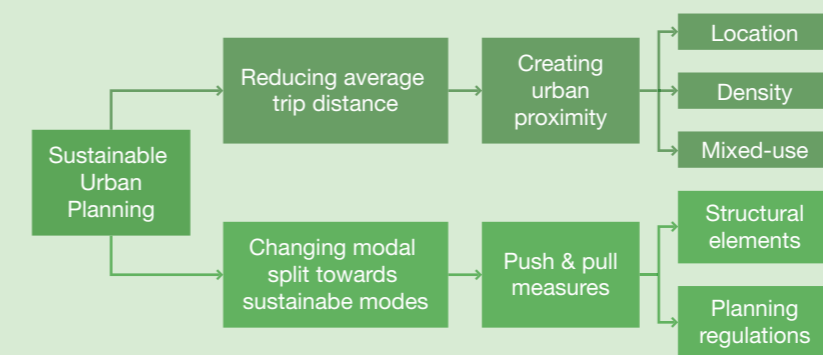 Sustainable
Urban
Planning
Reducing average
trip distance
Creating
urban
proximity
Location
Density
Mixed-use
Changing modal
split towards
sustainabe modes
Push & pull
measures
Structural
elements
Planning
regulations